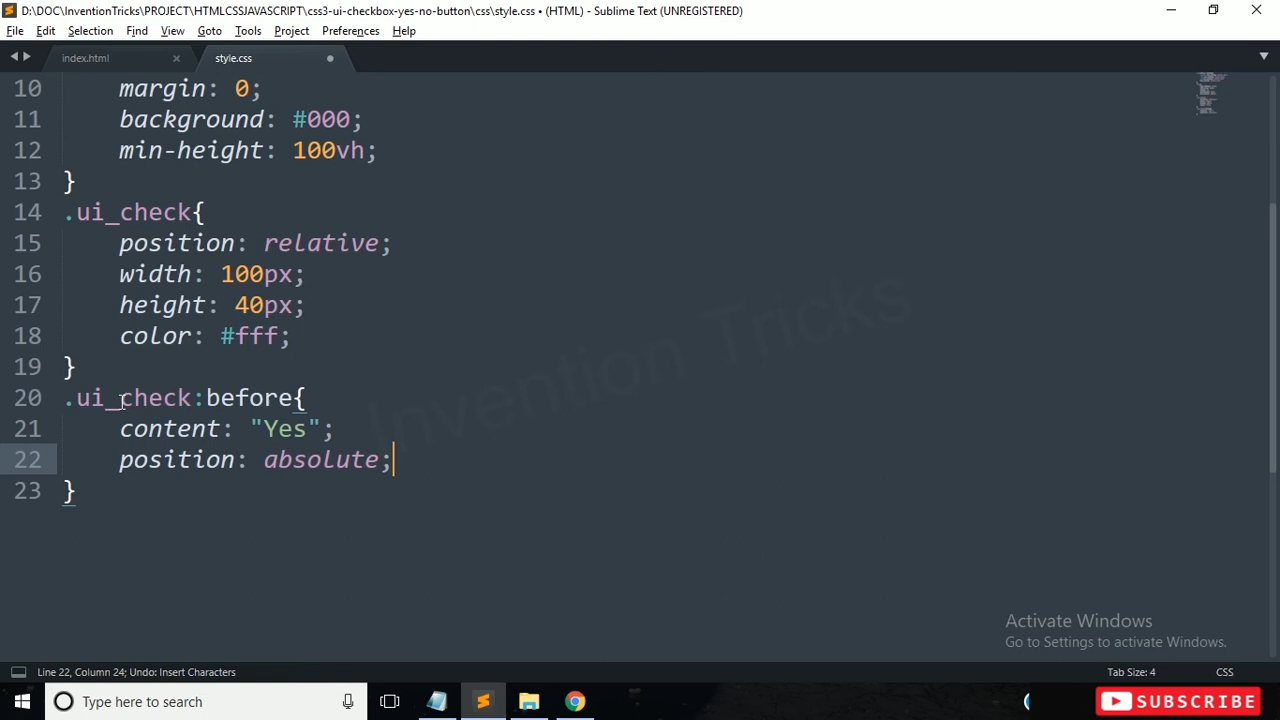 D:\DOC\InventionTricks\PROJECT\HTMLCSSJAVASCRIPT\css3-ui-checkbox-yes-no-button\css\style.css • (HTML) - Sublime Text (UNREGISTERED)
File Edit Selection Find View Goto Tools Project Preferences Help
index.html style.css
10 margin: 0;
11 background: #000;
12 min-height: 100vh;
13 }
14 .ui_check{
15 position: relative;
16 width: 100px;
17 height: 40px;
18 color: #fff;
19 }
20 .ui_check:before{
21 content: "Yes";
22 position: absolute;
23 }
Invention Tricks
Activate Windows
Go to Settings to activate Windows.
Line 22, Column 24; Undo: Insert Characters Tab Size: 4 CSS
Type here to search SUBSCRIBE